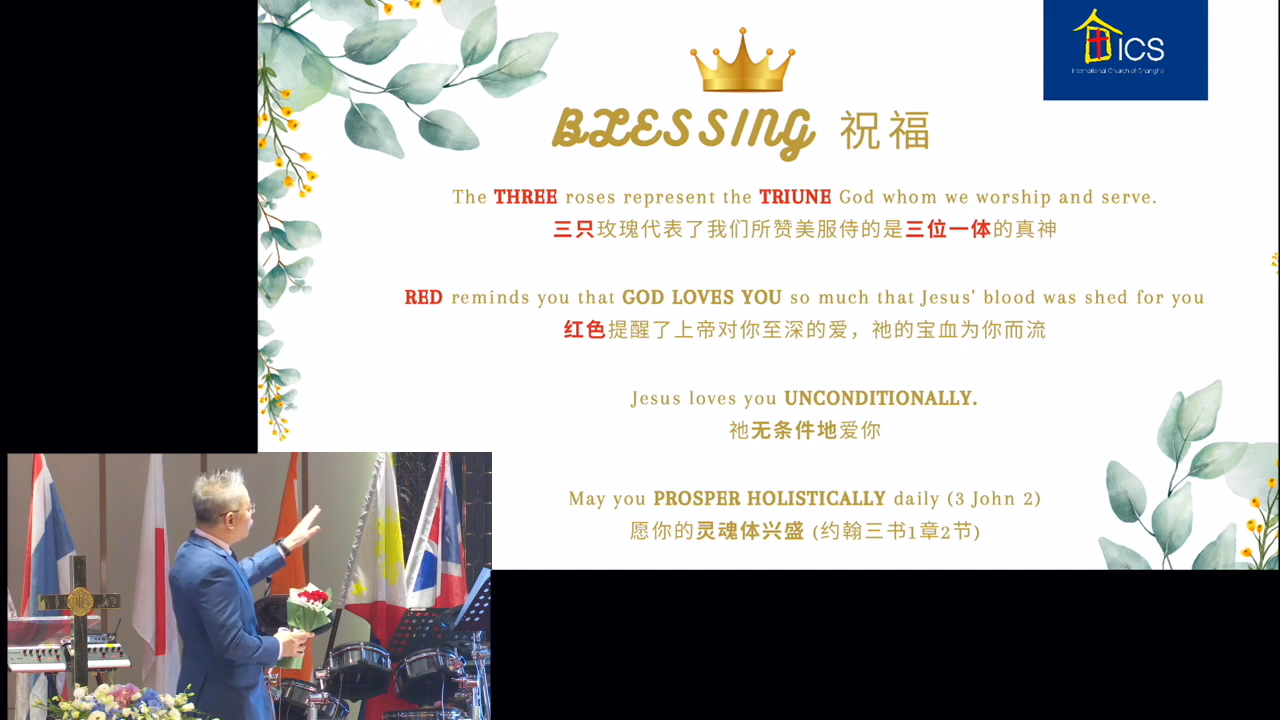 ICS
International Church of Shanghai
BLESSING 祝福
The THREE roses represent the TRIUNE God whom we worship and serve.
三只玫瑰代表了我们所赞美服侍的是三位一体的真神
RED reminds you that GOD LOVES YOU so much that Jesus' blood was shed for you
红色提醒了上帝对你至深的爱，祂的宝血为你而流
Jesus loves you UNCONDITIONALLY.
祂无条件地爱你
May you PROSPER HOLISTICALLY daily (3 John 2)
愿你的灵魂体兴盛 (约翰三书1章2节)